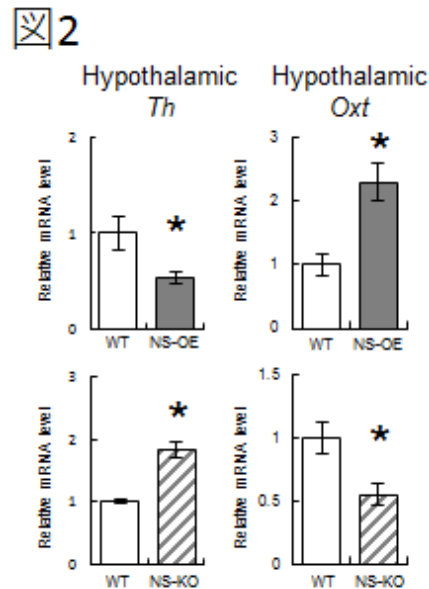 図2
Hypothalamic
Th
Hypothalamic
Oxt
Relative mRNA level
2
1
0
*
WT NS-OE
Relative mRNA level
3
2
1
0
*
WT NS-OE
Relative mRNA level
3
2
1
0
*
WT NS-KO
Relative mRNA level
1.5
1
0.5
0
*
WT NS-KO